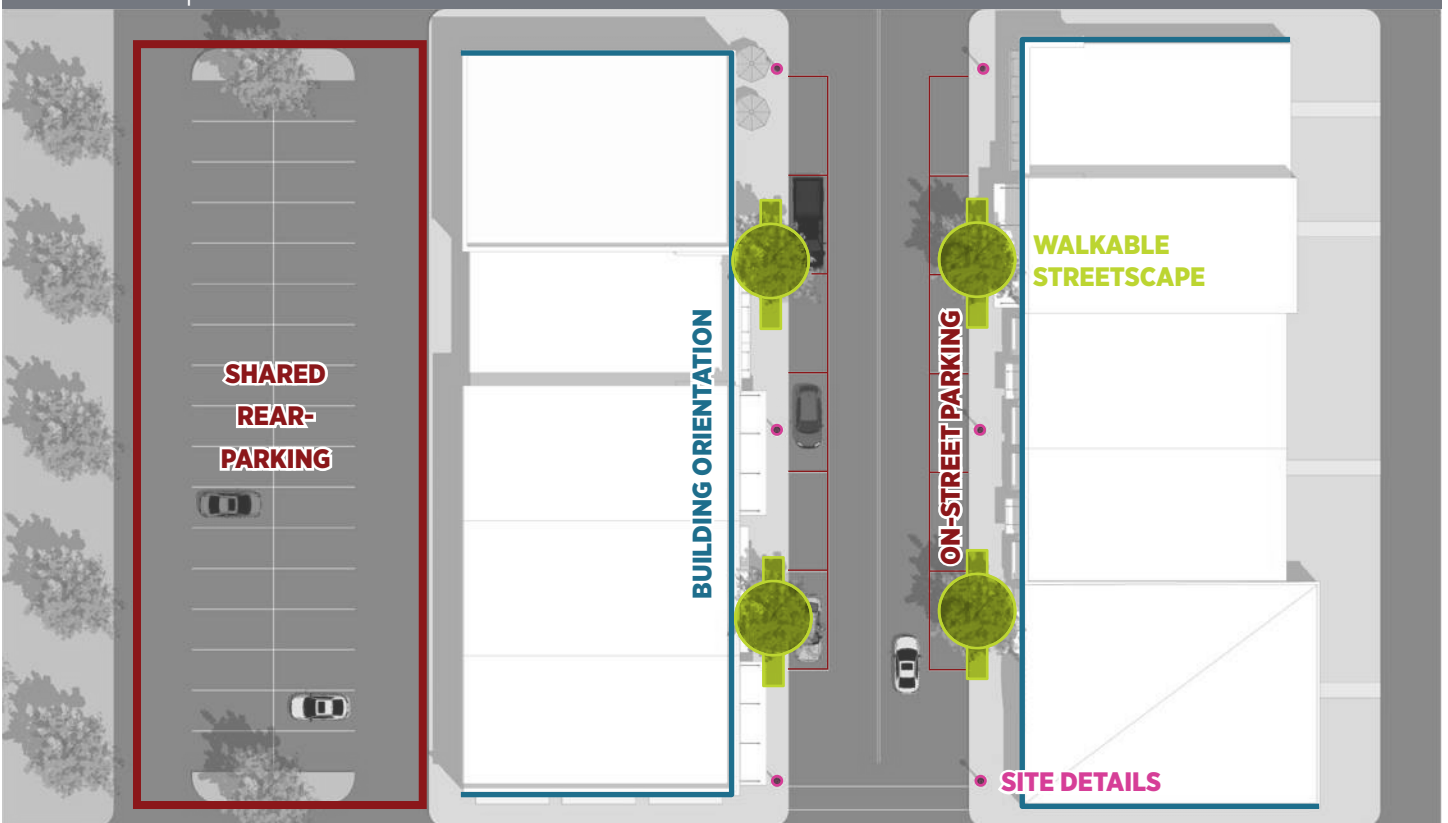 SHARED
REAR-
PARKING
BUILDING ORIENTATION
ON-STREET PARKING
WALKABLE
STREETSCAPE
SITE DETAILS